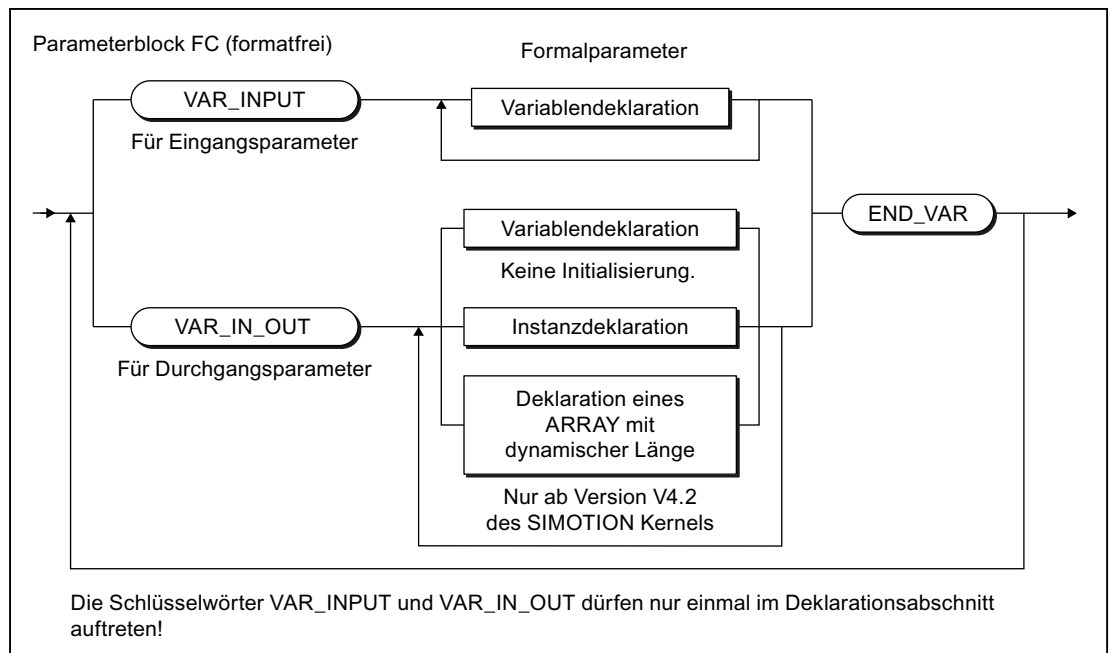 Parameterblock FC (formatfrei)
Formalparameter
VAR_INPUT
Variablendeklaration
Für Eingangsparameter
Variablendeklaration
END_VAR
Keine Initialisierung.
VAR_IN_OUT
Instanzdeklaration
Für Durchgangsparameter
Deklaration eines
ARRAY mit
dynamischer Länge
Nur ab Version V4.2
des SIMOTION Kernels
Die Schlüsselwörter VAR_INPUT und VAR_IN_OUT dürfen nur einmal im Deklarationsabschnitt
auftreten!